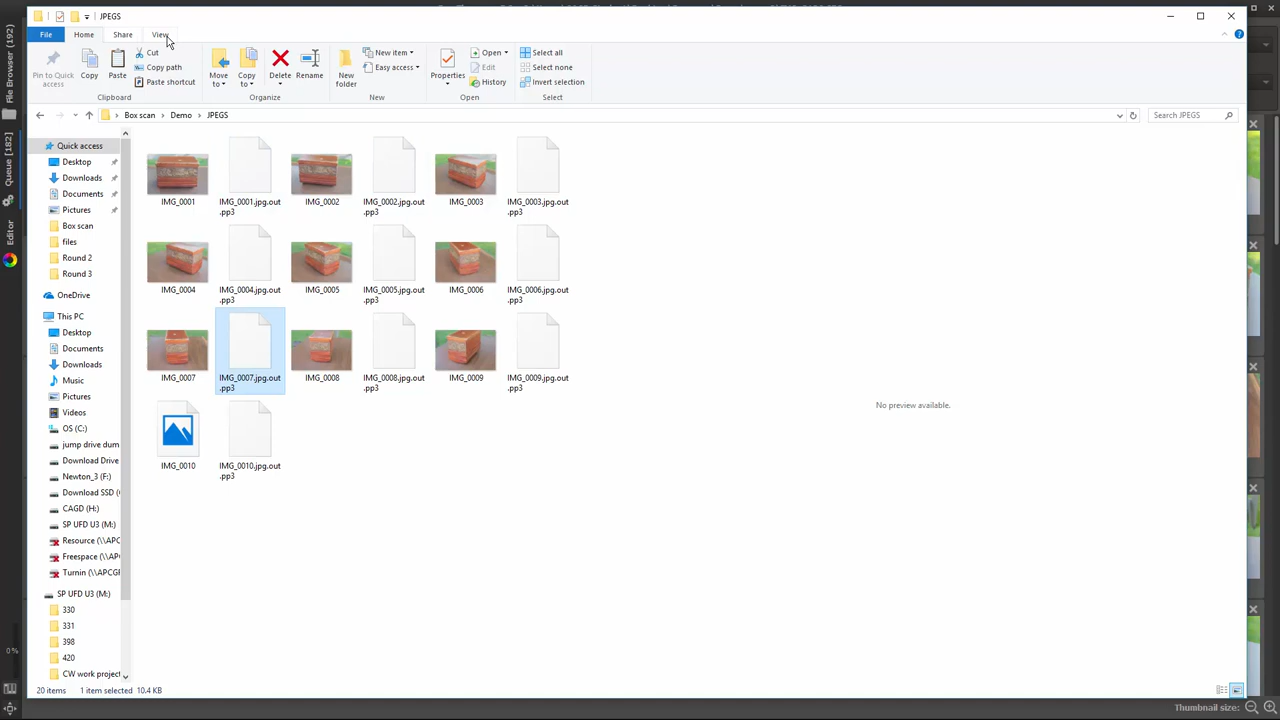 JPEGS
File Home Share View
Pin to Quick access
Copy
Paste
Cut
Copy path
Paste shortcut
Move to
Copy to
Delete
Rename
New folder
New item
Easy access
Properties
Open
Edit
History
Select all
Select none
Invert selection
Clipboard
Organize
New
Open
Select
Box scan > Demo > JPEGS
Search JPEGS
Quick access
Desktop
Downloads
Documents
Pictures
Box scan
files
Round 2
Round 3
OneDrive
This PC
Desktop
Documents
Downloads
Music
Pictures
Videos
OS (C:)
jump drive dum
Download Drive
Newton_3 (F:)
Download SSD (
CAGD (H:)
SP UFD U3 (M:)
Resource (\\APC
Freespace (\\AP
Turnin (\\APCGF
SP UFD U3 (M:)
330
331
398
420
CW work project
IMG_0001
IMG_0001.jpg.out.pp3
IMG_0002
IMG_0002.jpg.out.pp3
IMG_0003
IMG_0003.jpg.out.pp3
IMG_0004
IMG_0004.jpg.out.pp3
IMG_0005
IMG_0005.jpg.out.pp3
IMG_0006
IMG_0006.jpg.out.pp3
IMG_0007
IMG_0007.jpg.out.pp3
IMG_0008
IMG_0008.jpg.out.pp3
IMG_0009
IMG_0009.jpg.out.pp3
IMG_0010
IMG_0010.jpg.out.pp3
No preview available.
20 items 1 item selected 10.4 KB
File Browser [192]
Queue [182]
Editor
0%
Thumbnail size: